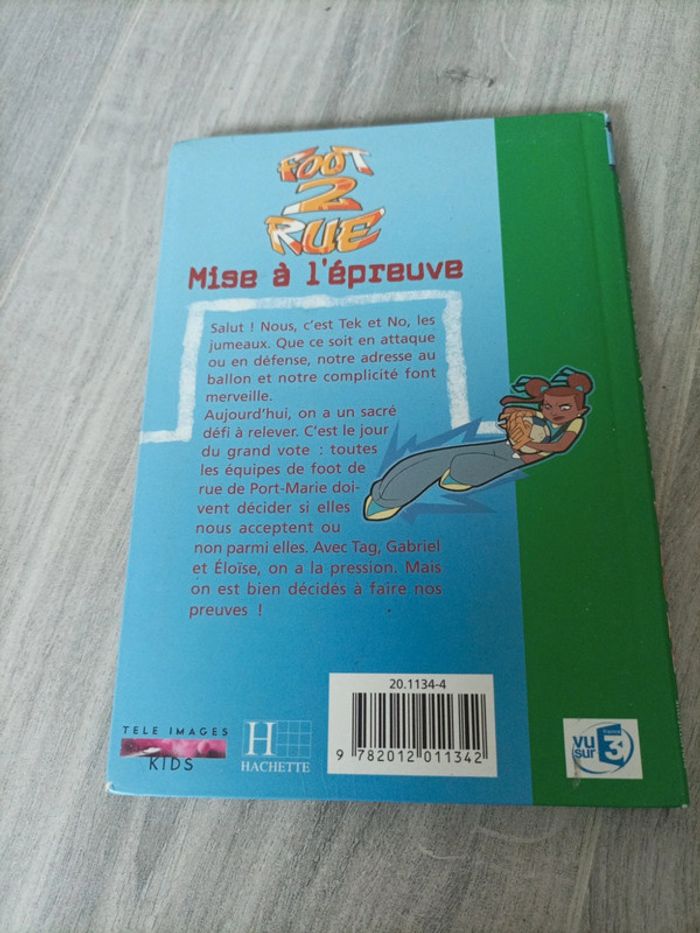 FOOT
2
RUE
Mise à l'épreuve
Salut ! Nous, c'est Tek et No, les
jumeaux. Que ce soit en attaque
ou en défense, notre adresse au
ballon et notre complicité font
merveille.
Aujourd'hui, on a un sacré
défi à relever. C'est le jour
du grand vote : toutes
les équipes de foot de
rue de Port-Marie doi-
vent décider si elles
nous acceptent ou
non parmi elles. Avec Tag, Gabriel
et Éloïse, on a la pression. Mais
on est bien décidés à faire nos
preuves !
20.1134-4
9 782012 011342
TELE IMAGES
KIDS
H
HACHETTE
vu
sur
france
3